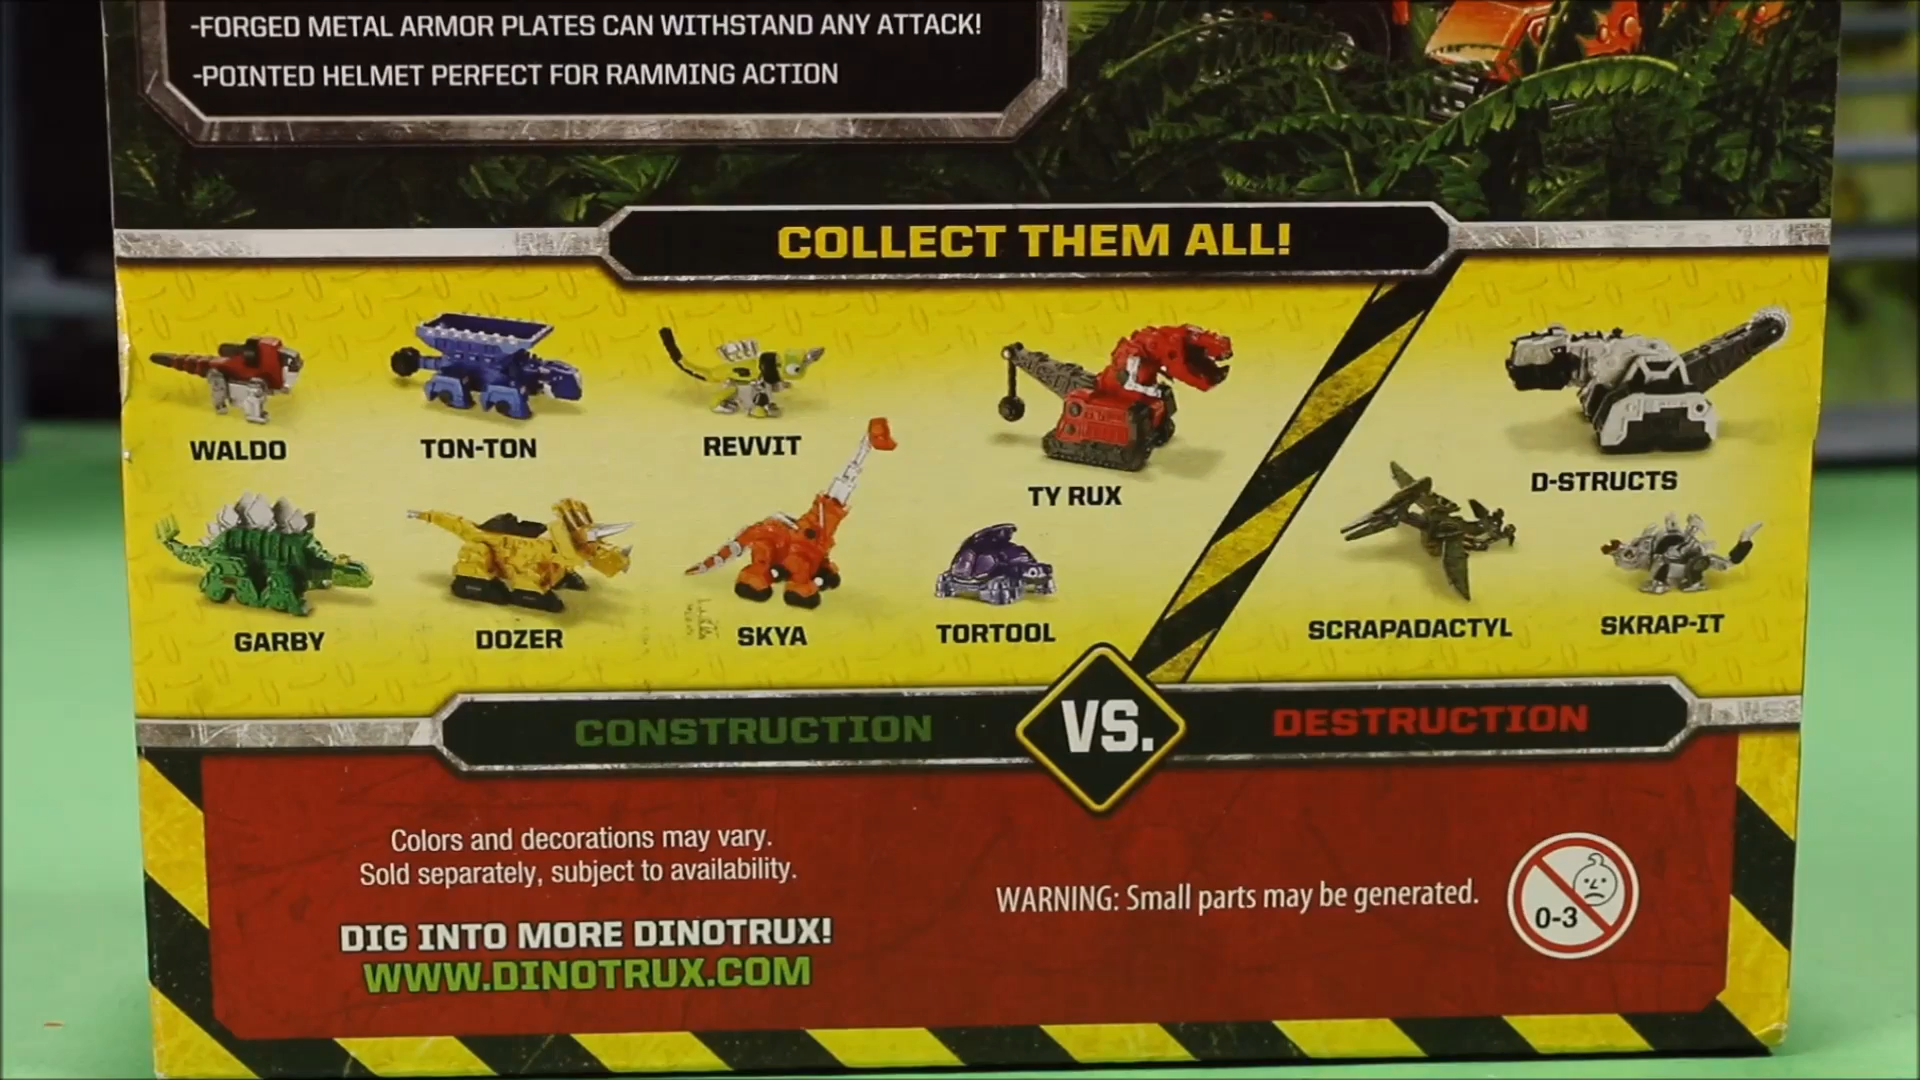 -FORGED METAL ARMOR PLATES CAN WITHSTAND ANY ATTACK!
-POINTED HELMET PERFECT FOR RAMMING ACTION
COLLECT THEM ALL!
WALDO
TON-TON
REVVIT
TY RUX
D-STRUCTS
GARBY
DOZER
SKYA
TORTOOL
SCRAPADACTYL
SKRAP-IT
CONSTRUCTION
VS.
DESTRUCTION
Colors and decorations may vary.
Sold separately, subject to availability.
WARNING: Small parts may be generated.
0-3
DIG INTO MORE DINOTRUX!
WWW.DINOTRUX.COM